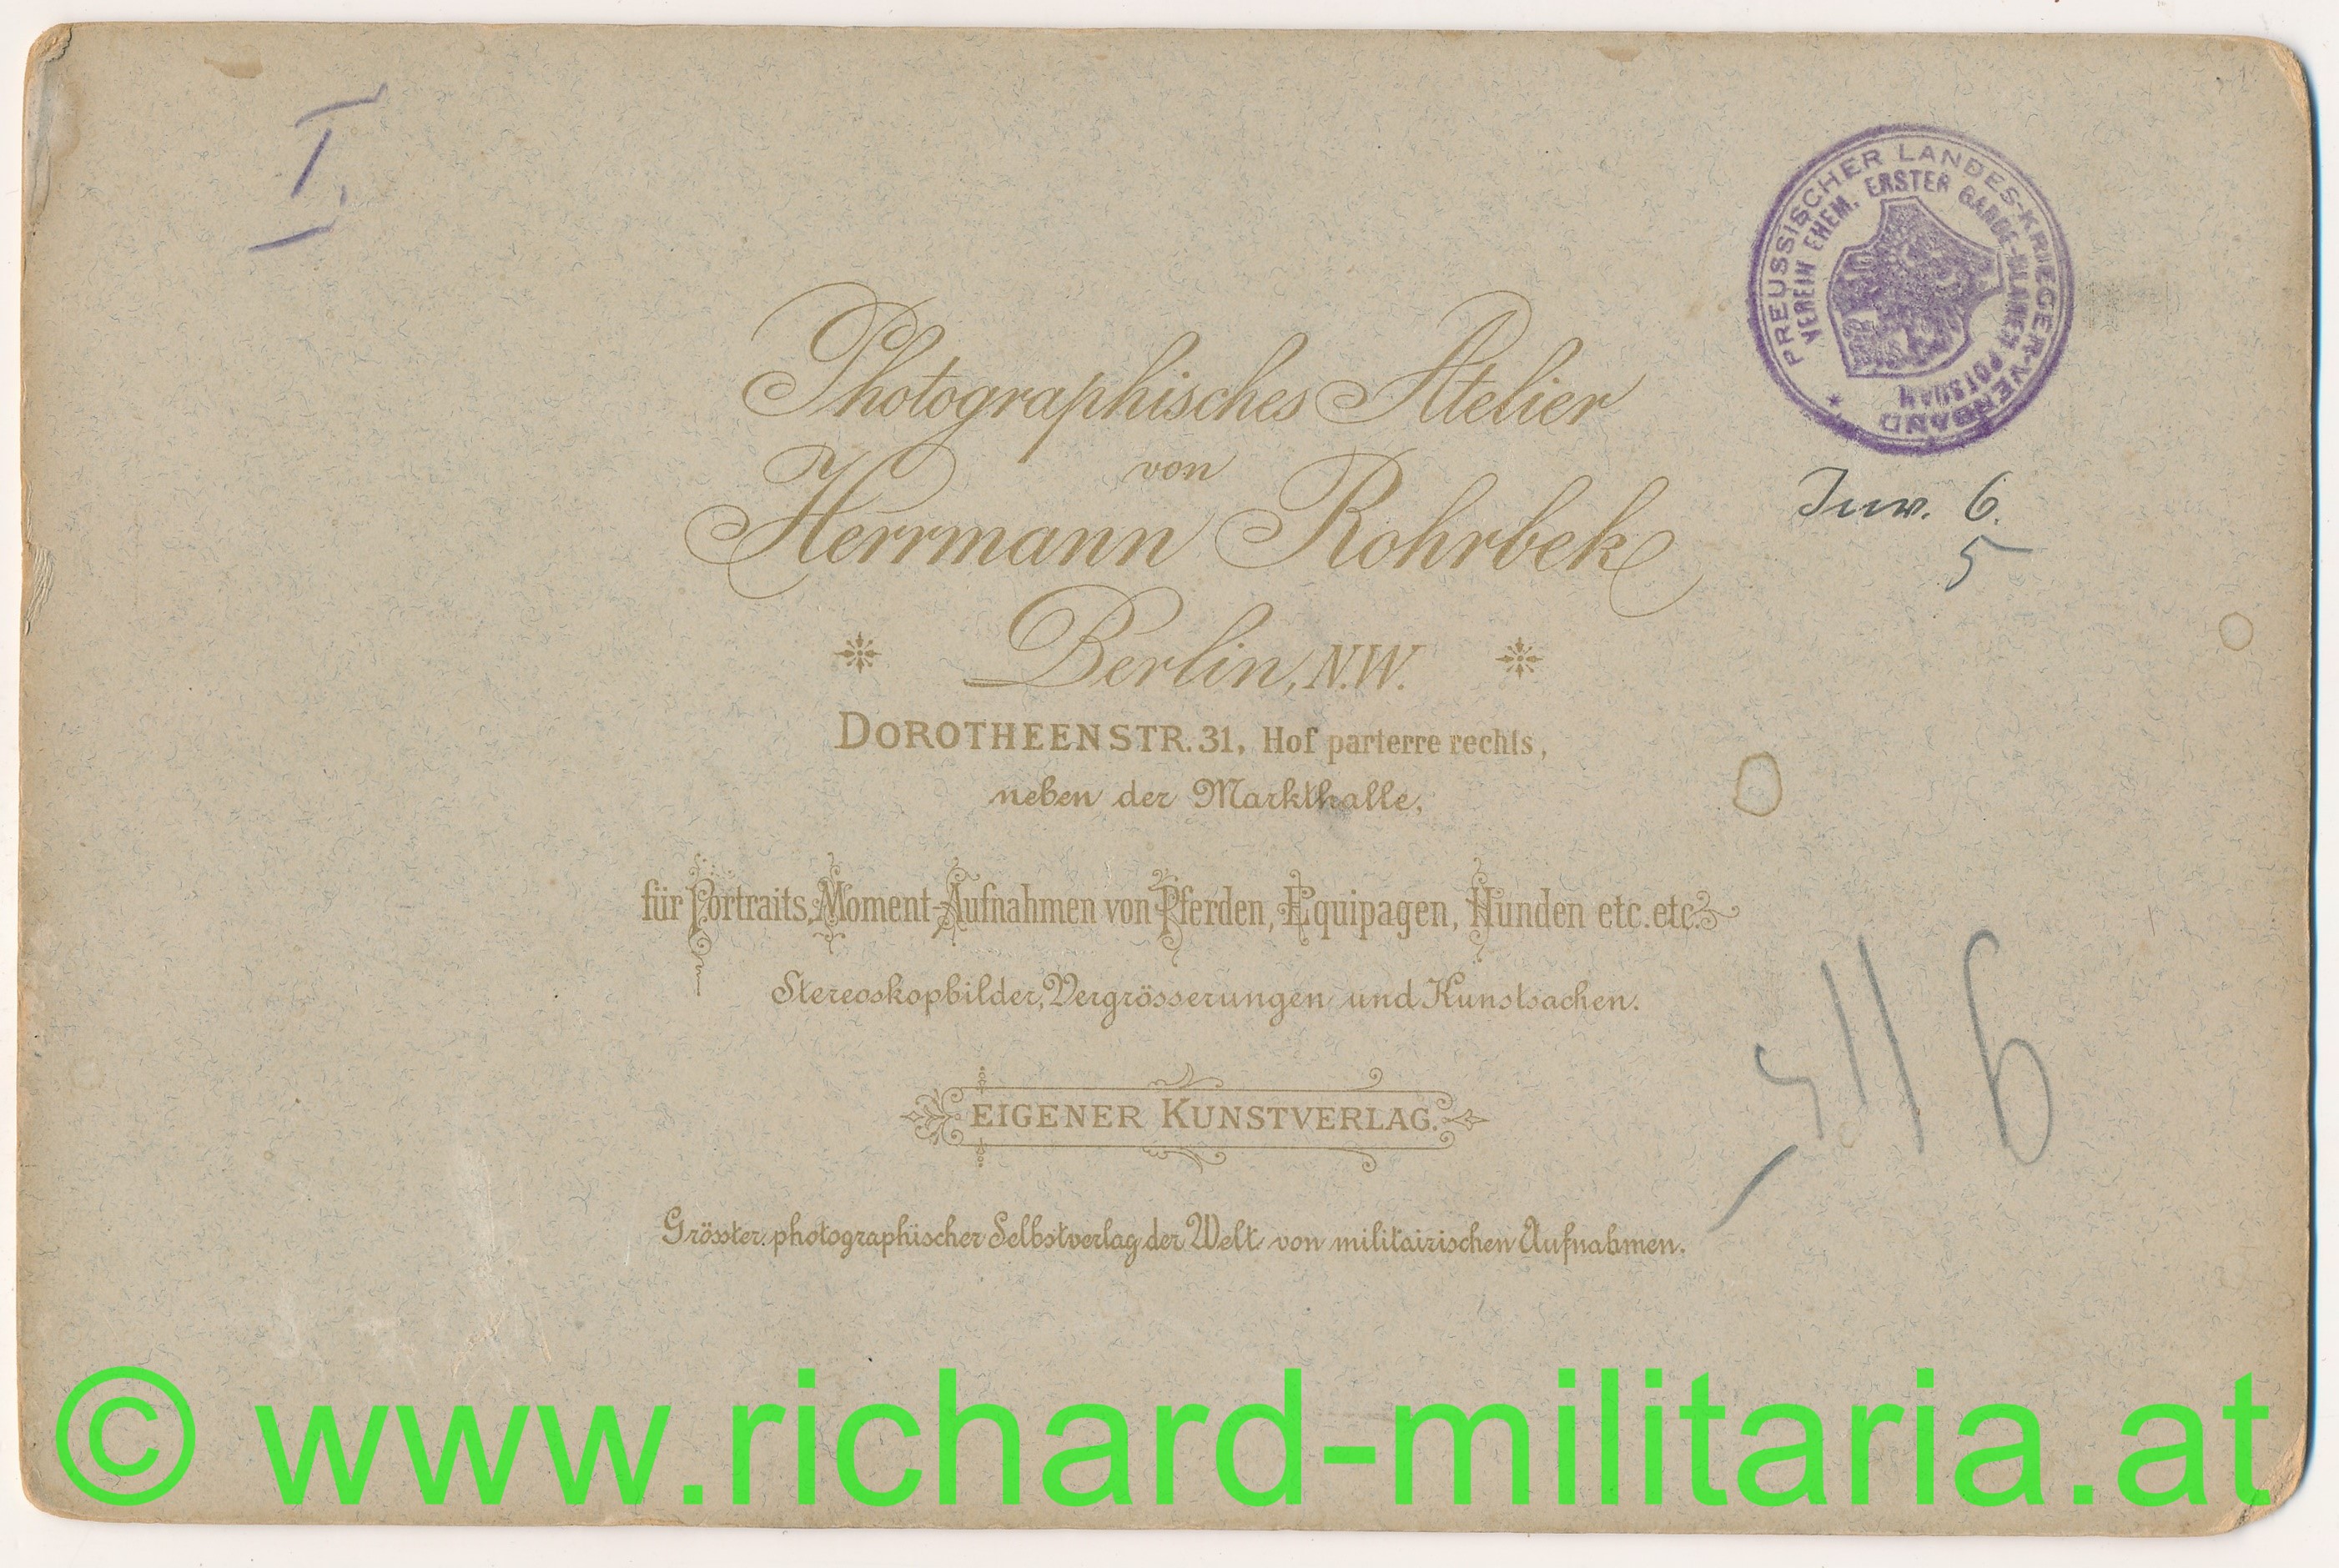 I.
PREUSSISCHER LANDES-KRIEGER-VERBAND
VEREIN EHEM. ERSTER GARDE-ULANEN POTSDAM
*
Inv. 6.
5
Photographisches Atelier
von
Herrmann Rohrbek
Berlin, N.W.
DOROTHEENSTR. 31, Hof parterre rechts,
neben der Markthalle,
für Portraits, Moment-Aufnahmen von Pferden, Equipagen, Hunden etc. etc.
Stereoskopbilder, Vergrösserungen und Kunstsachen.
EIGENER KUNSTVERLAG.
Grösster photographischer Selbstverlag der Welt von militairischen Aufnahmen.
© www.richard-militaria.at